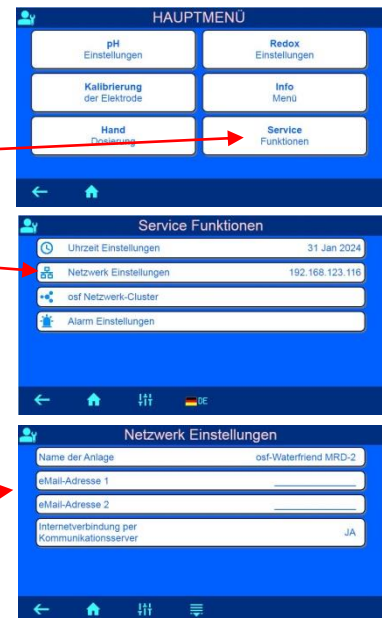 HAUPTMENÜ
pH
Einstellungen
Redox
Einstellungen
Kalibrierung
der Elektrode
Info
Menü
Hand
Dosierung
Service
Funktionen
Service Funktionen
Uhrzeit Einstellungen 31 Jan 2024
Netzwerk Einstellungen 192.168.123.116
osf Netzwerk-Cluster
Alarm Einstellungen
DE
Netzwerk Einstellungen
Name der Anlage osf-Waterfriend MRD-2
eMail-Adresse 1
eMail-Adresse 2
Internetverbindung per
Kommunikationsserver JA